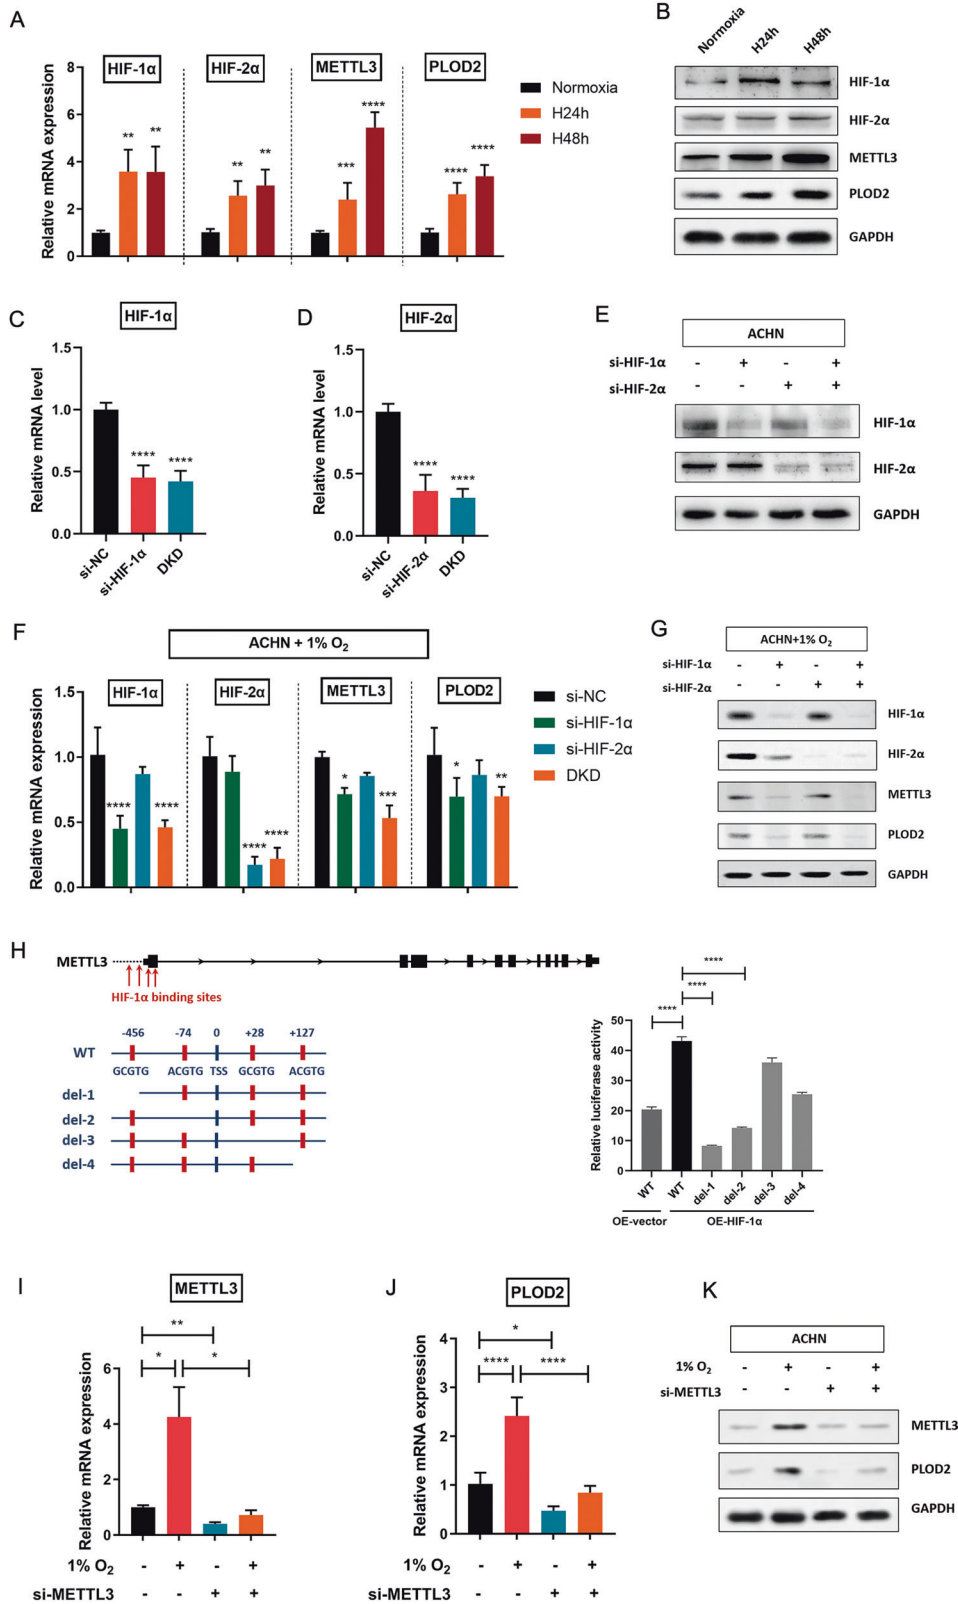 A
HIF-1α HIF-2α METTL3 PLOD2
Relative mRNA expression
8
6
4
2
0
** ** ** ** *** **** **** ****
Normoxia
H24h
H48h
B
Normoxia H24h H48h
HIF-1α
HIF-2α
METTL3
PLOD2
GAPDH
C
HIF-1α
Relative mRNA level
1.5
1.0
0.5
0.0
**** ****
si-NC si-HIF-1α DKD
D
HIF-2α
Relative mRNA level
1.5
1.0
0.5
0.0
**** ****
si-NC si-HIF-2α DKD
E
ACHN
si-HIF-1α - + - +
si-HIF-2α - - + +
HIF-1α
HIF-2α
GAPDH
F
ACHN + 1% O₂
HIF-1α HIF-2α METTL3 PLOD2
Relative mRNA expression
1.5
1.0
0.5
0.0
**** **** **** **** * *** * **
si-NC
si-HIF-1α
si-HIF-2α
DKD
G
ACHN+1% O₂
si-HIF-1α - + - +
si-HIF-2α - - + +
HIF-1α
HIF-2α
METTL3
PLOD2
GAPDH
H
METTL3
HIF-1α binding sites
-456 -74 0 +28 +127
WT
GCGTG ACGTG TSS GCGTG ACGTG
del-1
del-2
del-3
del-4
Relative luciferase activity
50
40
30
20
10
0
****
****
****
WT WT del-1 del-2 del-3 del-4
OE-vector OE-HIF-1α
I
METTL3
Relative mRNA expression
6
4
2
0
**
* *
1% O₂ - + - +
si-METTL3 - - + +
J
PLOD2
Relative mRNA expression
4
3
2
1
0
*
**** ****
1% O₂ - + - +
si-METTL3 - - + +
K
ACHN
1% O₂ - + - +
si-METTL3 - - + +
METTL3
PLOD2
GAPDH